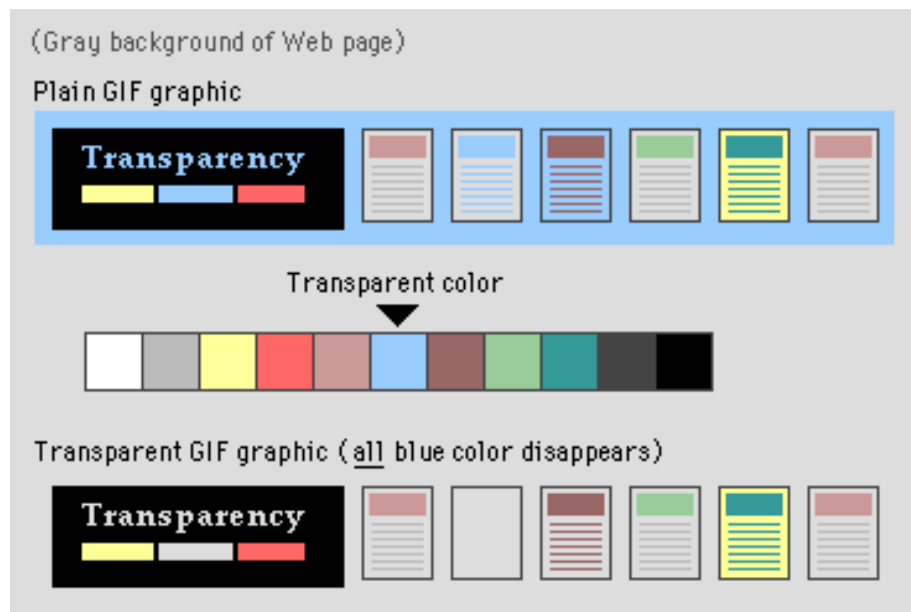 (Gray background of Web page)
Plain GIF graphic
Transparency
Transparent color
Transparent GIF graphic (all blue color disappears)
Transparency